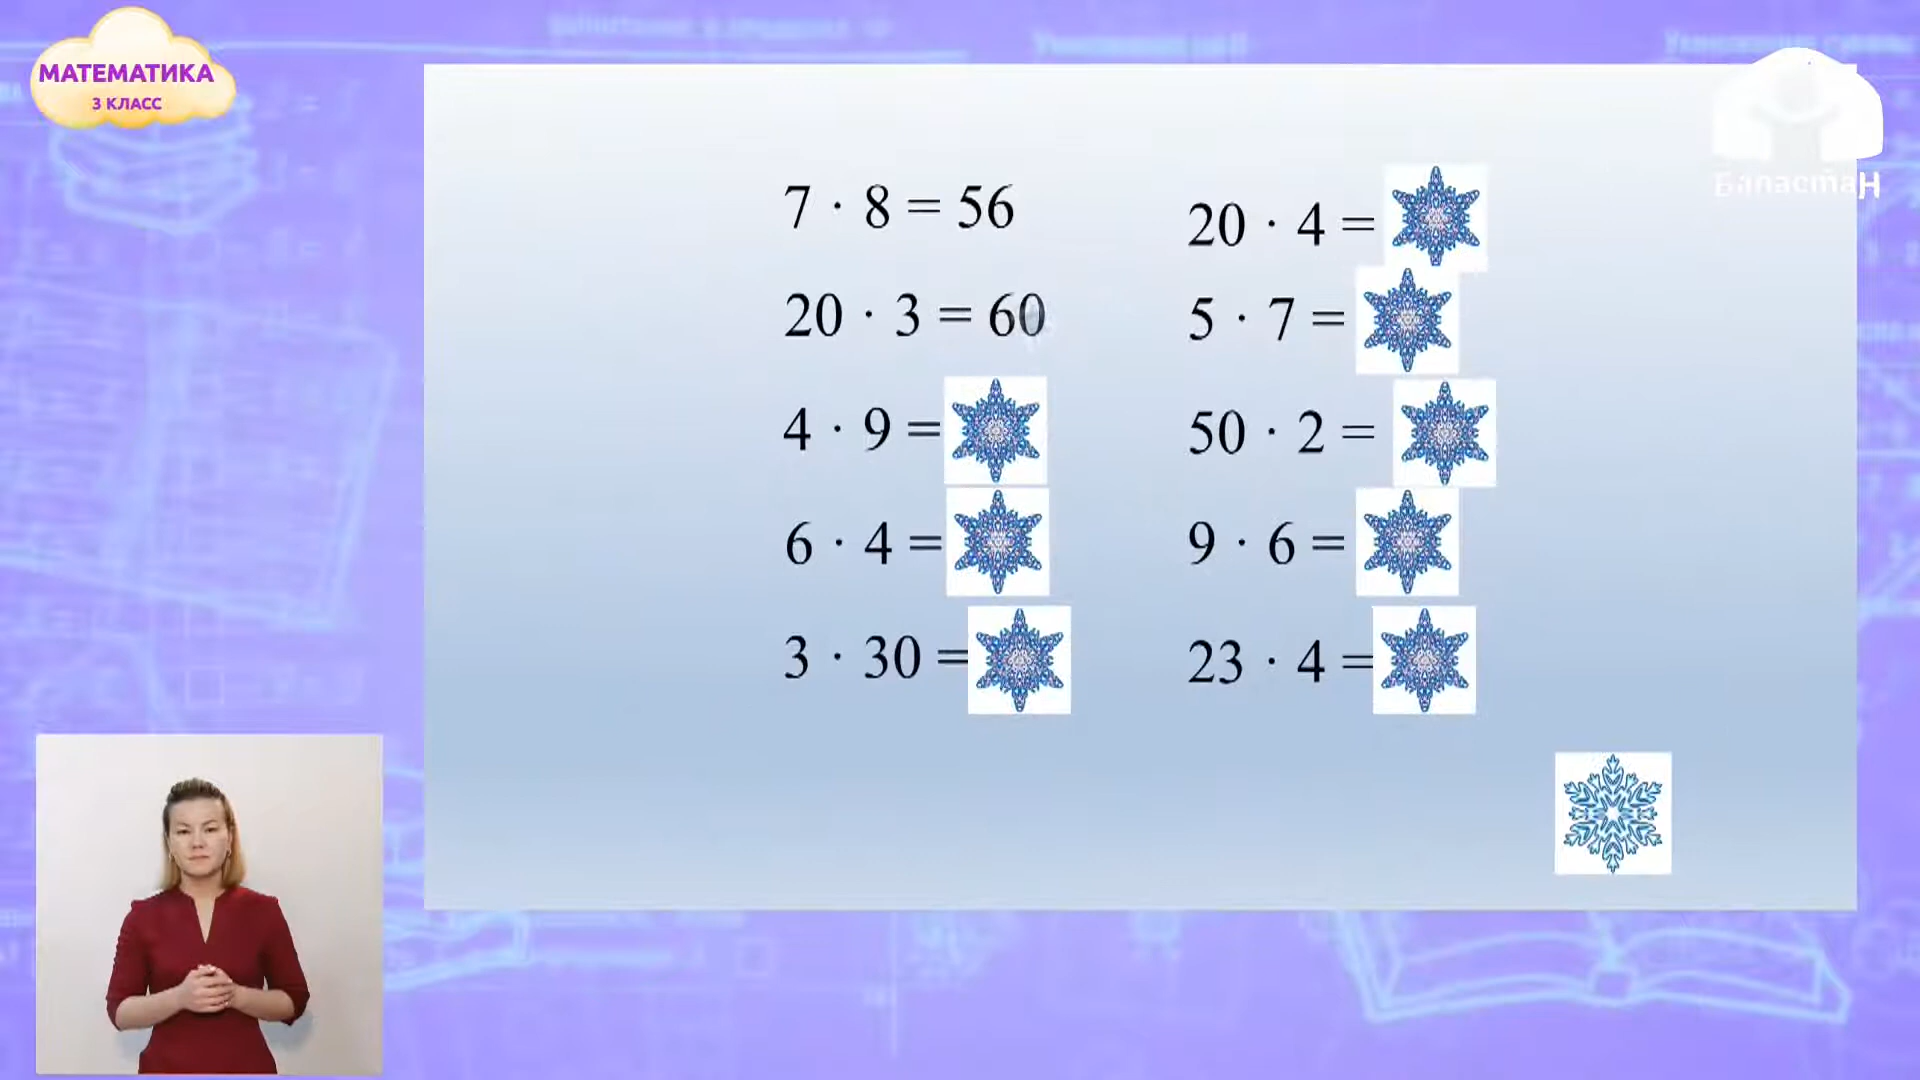 МАТЕМАТИКА
3 КЛАСС
Баластан
7 · 8 = 56
20 · 3 = 60
4 · 9 =
6 · 4 =
3 · 30 =
20 · 4 =
5 · 7 =
50 · 2 =
9 · 6 =
23 · 4 =